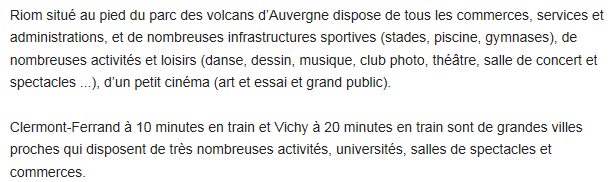 Riom situé au pied du parc des volcans d'Auvergne dispose de tous les commerces, services et
administrations, et de nombreuses infrastructures sportives (stades, piscine, gymnases), de
nombreuses activités et loisirs (danse, dessin, musique, club photo, théâtre, salle de concert et
spectacles ...), d'un petit cinéma (art et essai et grand public).

Clermont-Ferrand à 10 minutes en train et Vichy à 20 minutes en train sont de grandes villes
proches qui disposent de très nombreuses activités, universités, salles de spectacles et
commerces.